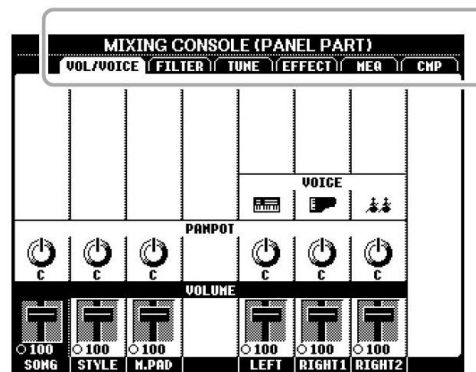 MIXING CONSOLE (PANEL PART)
VOL/VOICE FILTER TUNE EFFECT MEQ CMP
VOICE
PANPOT
C C C C C C
VOLUME
100 100 100 100 100 100
SONG STYLE M.PAD LEFT RIGHT1 RIGHT2